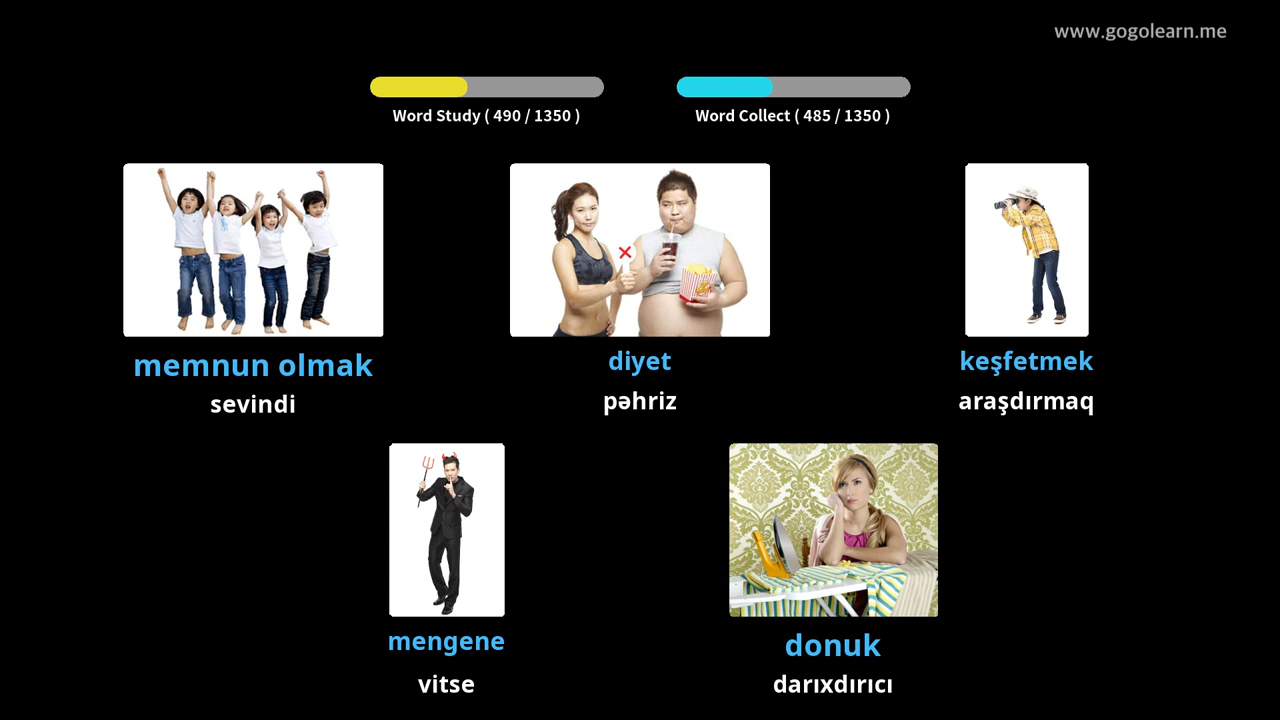 www.gogolearn.me
Word Study ( 490 / 1350 )
Word Collect ( 485 / 1350 )
memnun olmak
sevindi
diyet
pəhriz
keşfetmek
araşdırmaq
mengene
vitse
donuk
darıxdırıcı